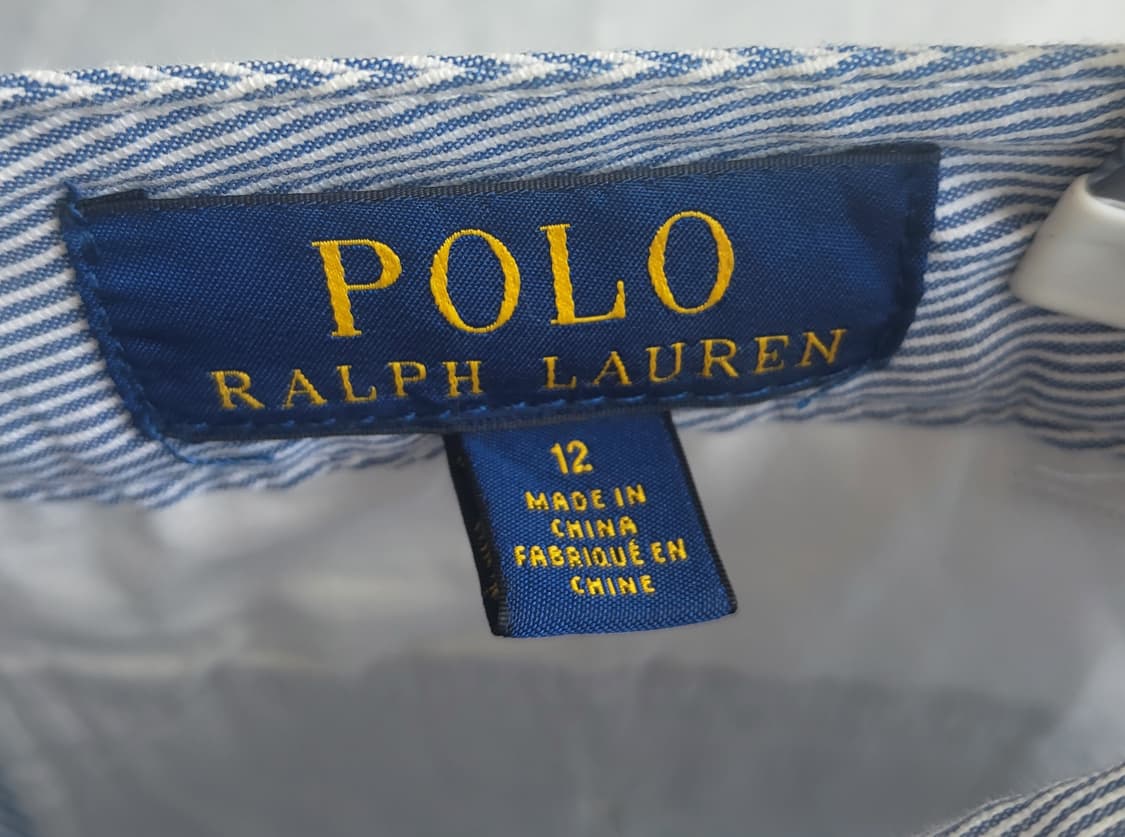 POLO
RALPH LAUREN
12
MADE IN
CHINA
FABRIQUÉ EN
CHINE